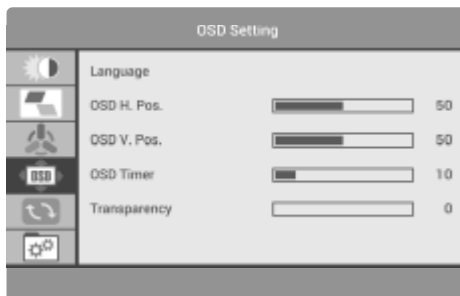 OSD Setting
Language
OSD H. Pos. 50
OSD V. Pos. 50
OSD
OSD Timer 10
Transparency 0